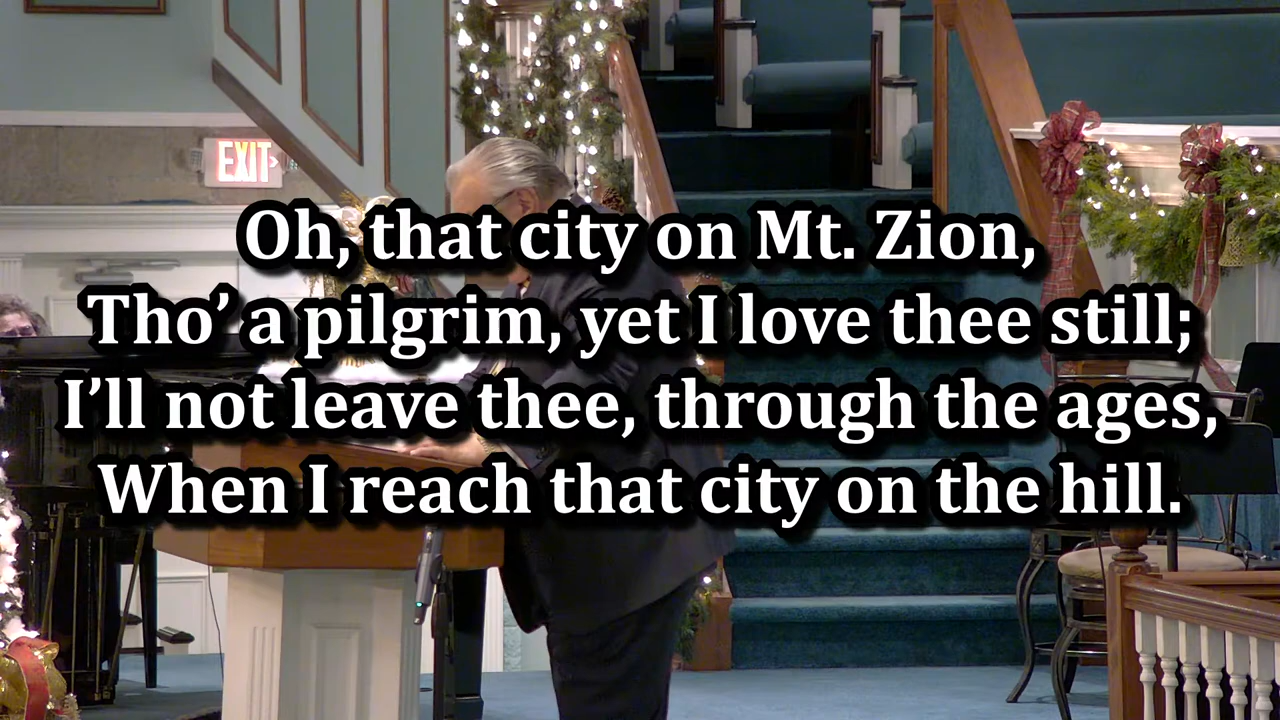 EXIT
Oh, that city on Mt. Zion,
Tho’ a pilgrim, yet I love thee still;
I’ll not leave thee, through the ages,
When I reach that city on the hill.